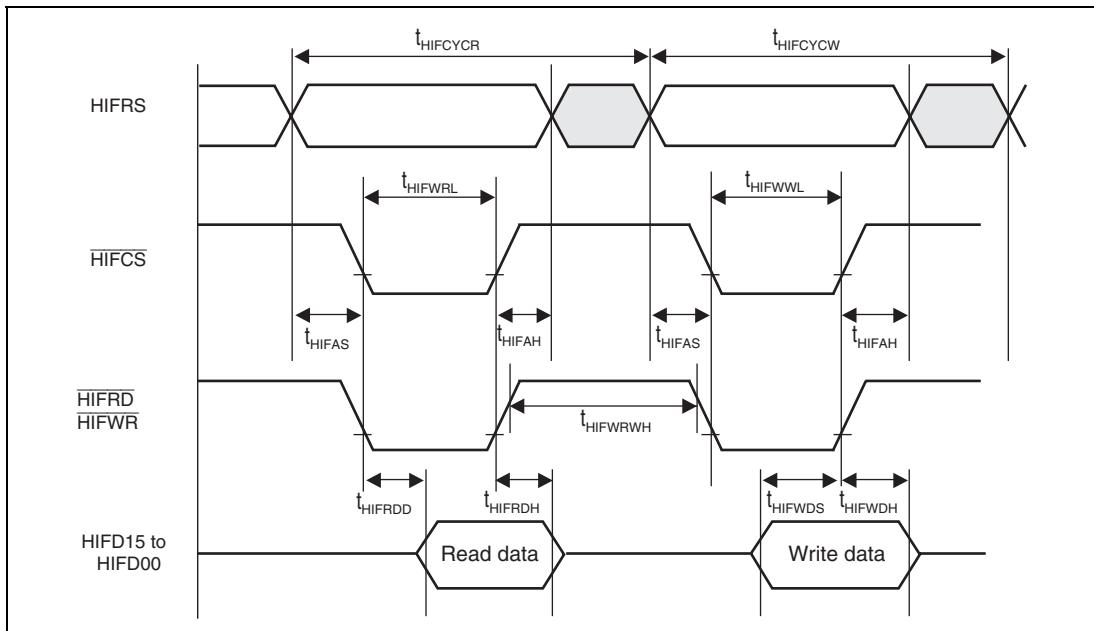 tHIFCYCR
tHIFCYCW
HIFRS
tHIFWRL
tHIFWWL
HIFCS
tHIFAS
tHIFAH
tHIFAS
tHIFAH
HIFRD
HIFWR
tHIFWRWH
tHIFRDD
tHIFRDH
tHIFWDS
tHIFWDH
HIFD15 to
HIFD00
Read data
Write data